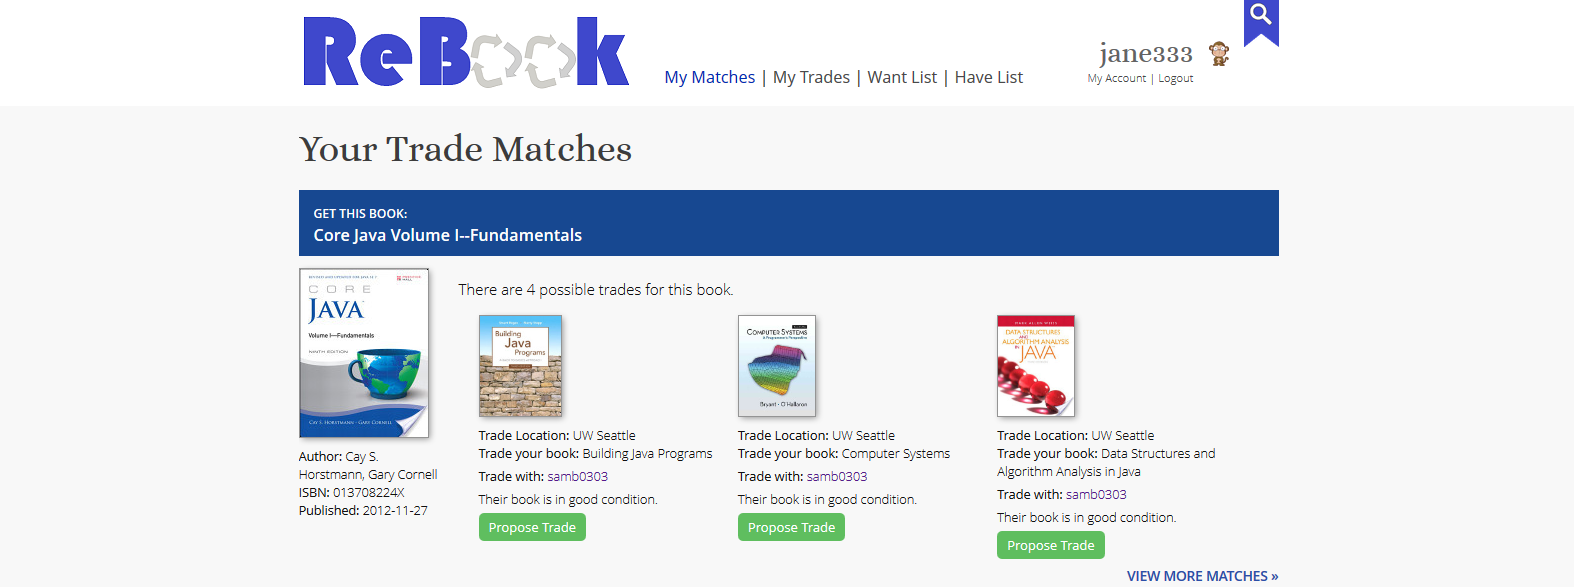 ReBook
My Matches | My Trades | Want List | Have List
jane333
My Account | Logout
Your Trade Matches
GET THIS BOOK:
Core Java Volume I--Fundamentals
There are 4 possible trades for this book.
CORE
JAVA
Volume I—Fundamentals
NINTH EDITION
CAY S. HORSTMANN · GARY CORNELL
Author: Cay S.
Horstmann, Gary Cornell
ISBN: 013708224X
Published: 2012-11-27
Building
Java
Programs
Trade Location: UW Seattle
Trade your book: Building Java Programs
Trade with: samb0303
Their book is in good condition.
Propose Trade
COMPUTER SYSTEMS
A Programmer's Perspective
Bryant · O'Hallaron
Trade Location: UW Seattle
Trade your book: Computer Systems
Trade with: samb0303
Their book is in good condition.
Propose Trade
MARK ALLEN WEISS
DATA STRUCTURES
AND
ALGORITHM ANALYSIS
IN JAVA
Trade Location: UW Seattle
Trade your book: Data Structures and
Algorithm Analysis in Java
Trade with: samb0303
Their book is in good condition.
Propose Trade
VIEW MORE MATCHES »